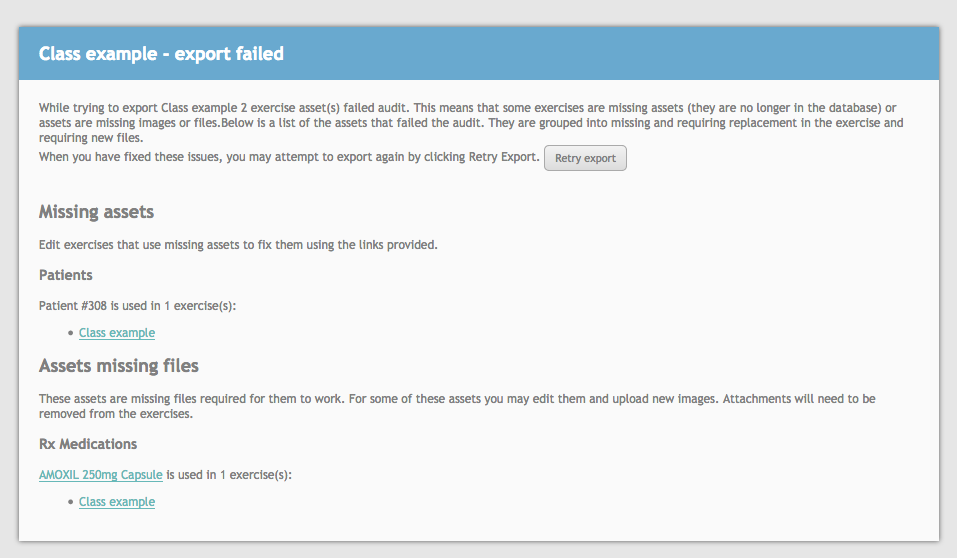 Class example - export failed
While trying to export Class example 2 exercise asset(s) failed audit. This means that some exercises are missing assets (they are no longer in the database) or
assets are missing images or files.Below is a list of the assets that failed the audit. They are grouped into missing and requiring replacement in the exercise and
requiring new files.
When you have fixed these issues, you may attempt to export again by clicking Retry Export. Retry export
Missing assets
Edit exercises that use missing assets to fix them using the links provided.
Patients
Patient #308 is used in 1 exercise(s):
• Class example
Assets missing files
These assets are missing files required for them to work. For some of these assets you may edit them and upload new images. Attachments will need to be
removed from the exercises.
Rx Medications
AMOXIL 250mg Capsule is used in 1 exercise(s):
• Class example